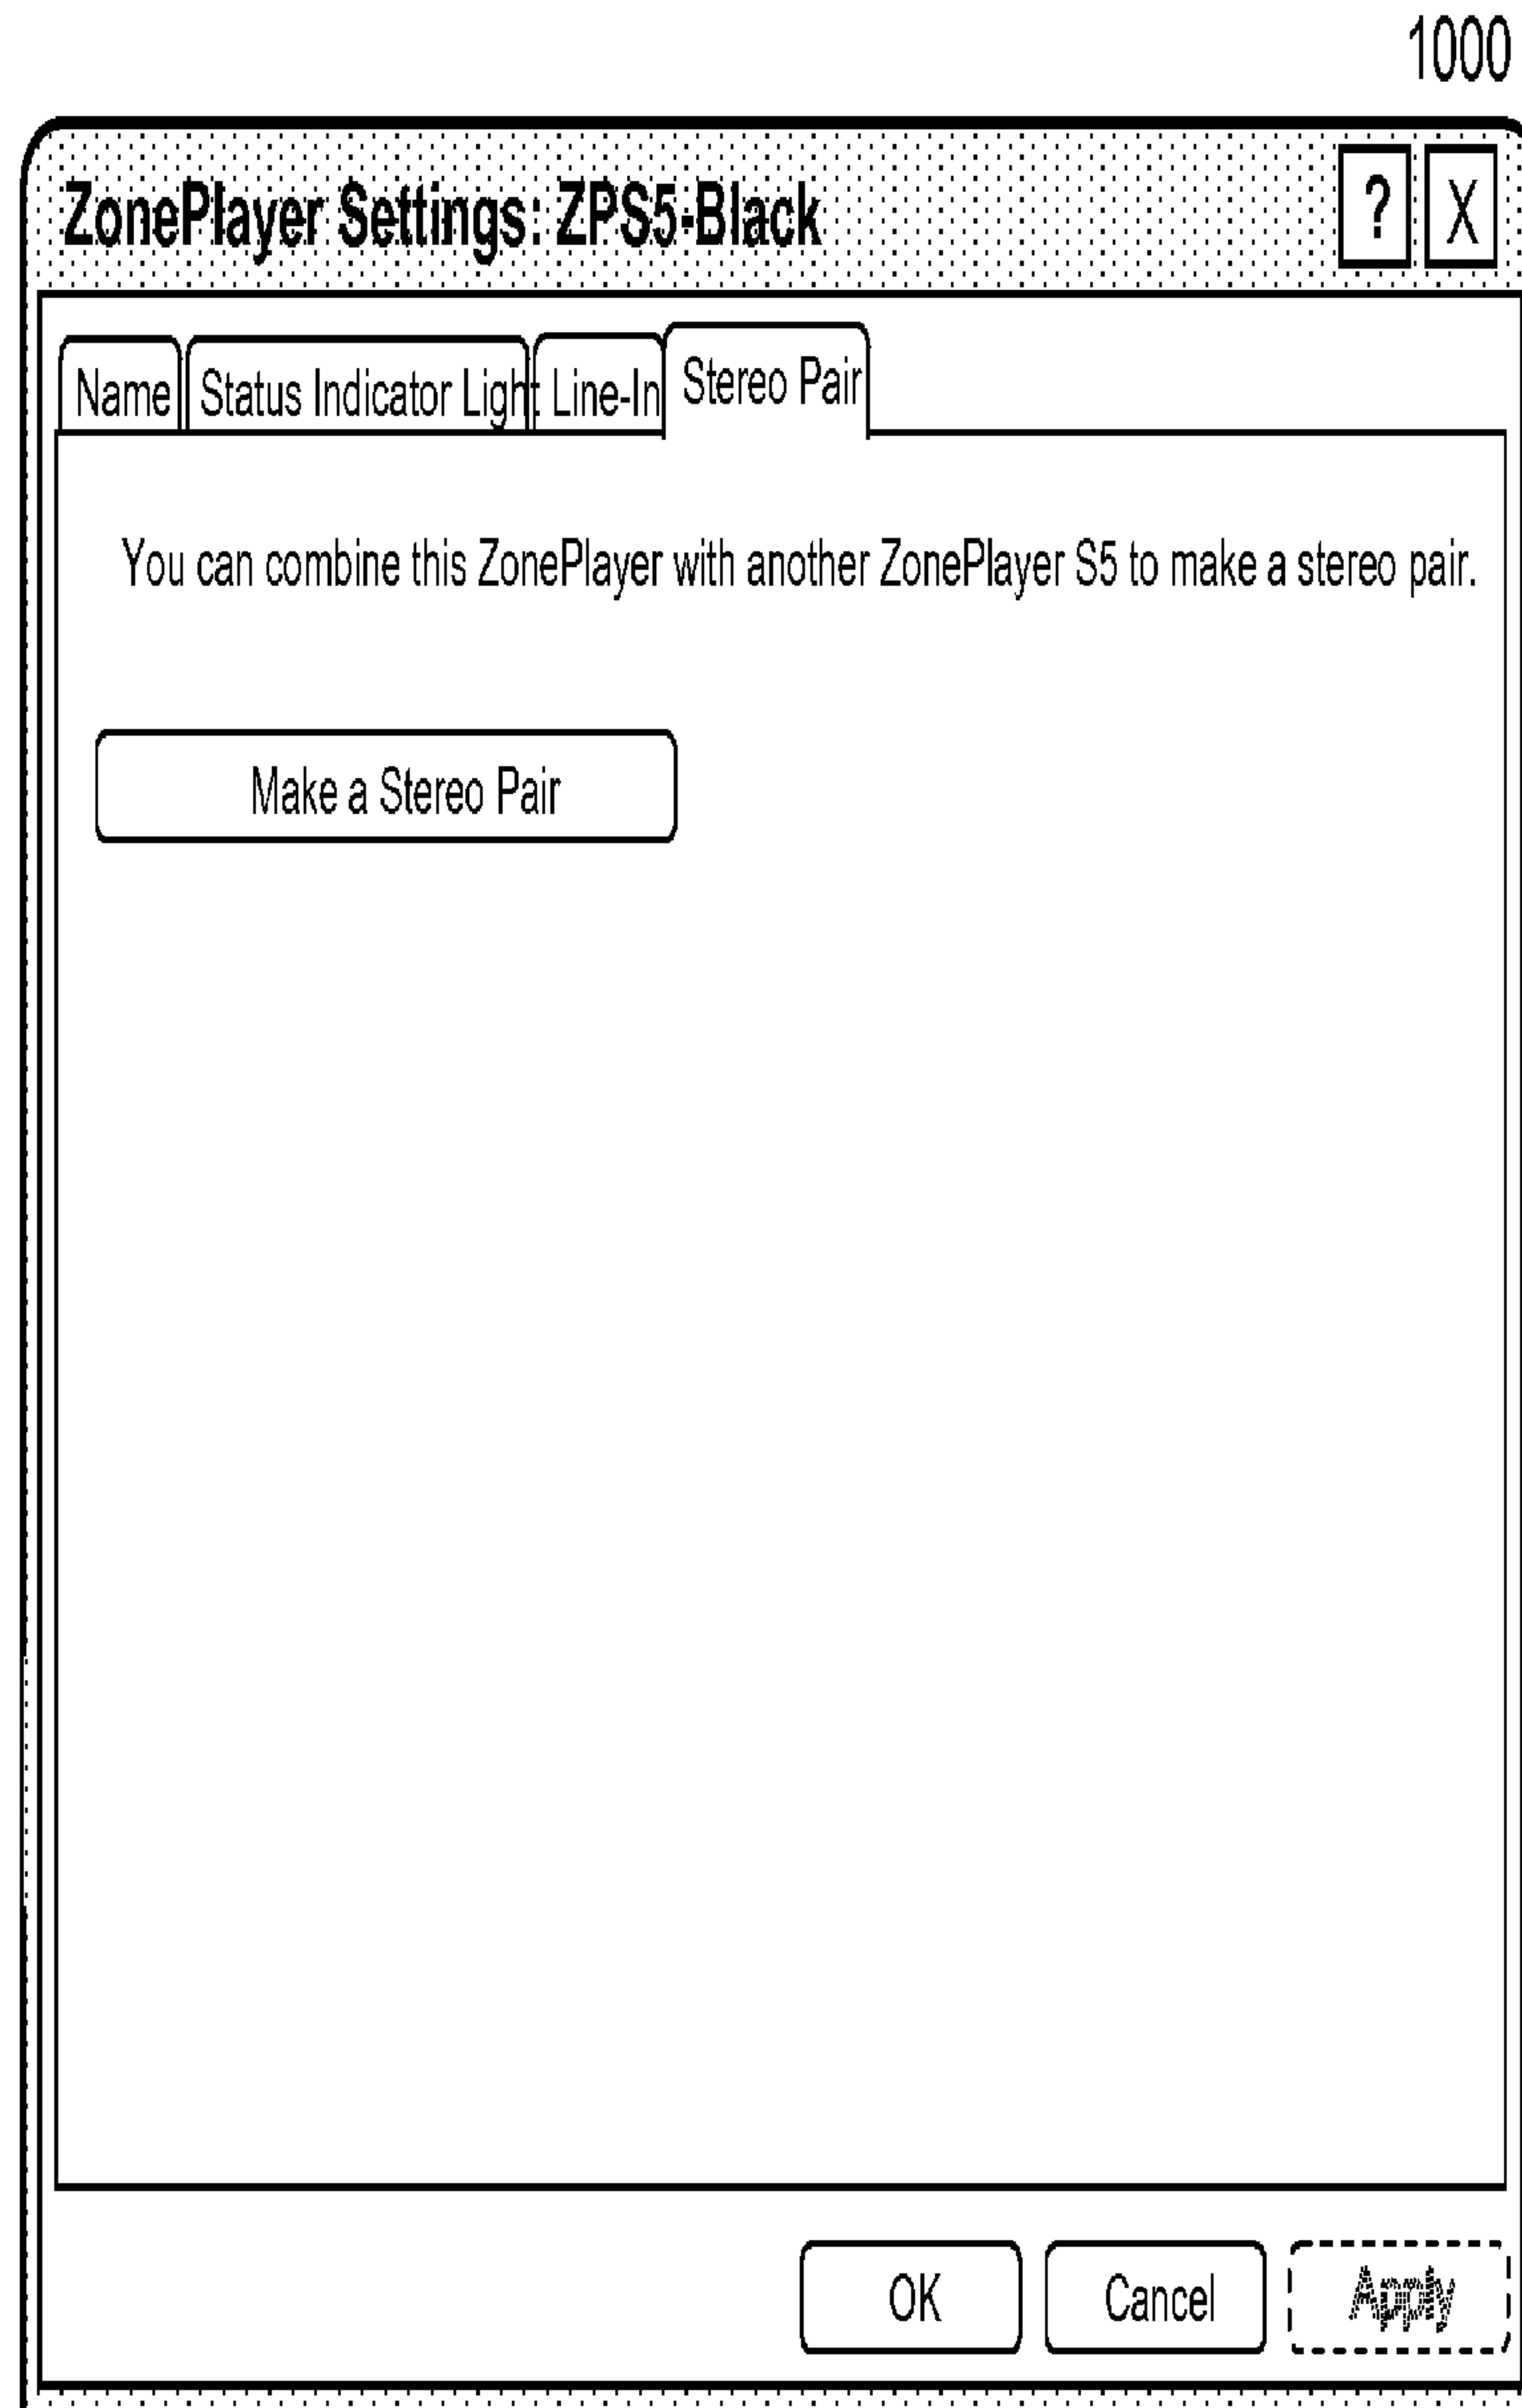 1000
ZonePlayer Settings: ZPS5-Black ? X
Name Status Indicator Light Line-In Stereo Pair
You can combine this ZonePlayer with another ZonePlayer S5 to make a stereo pair.
Make a Stereo Pair
OK Cancel Apply